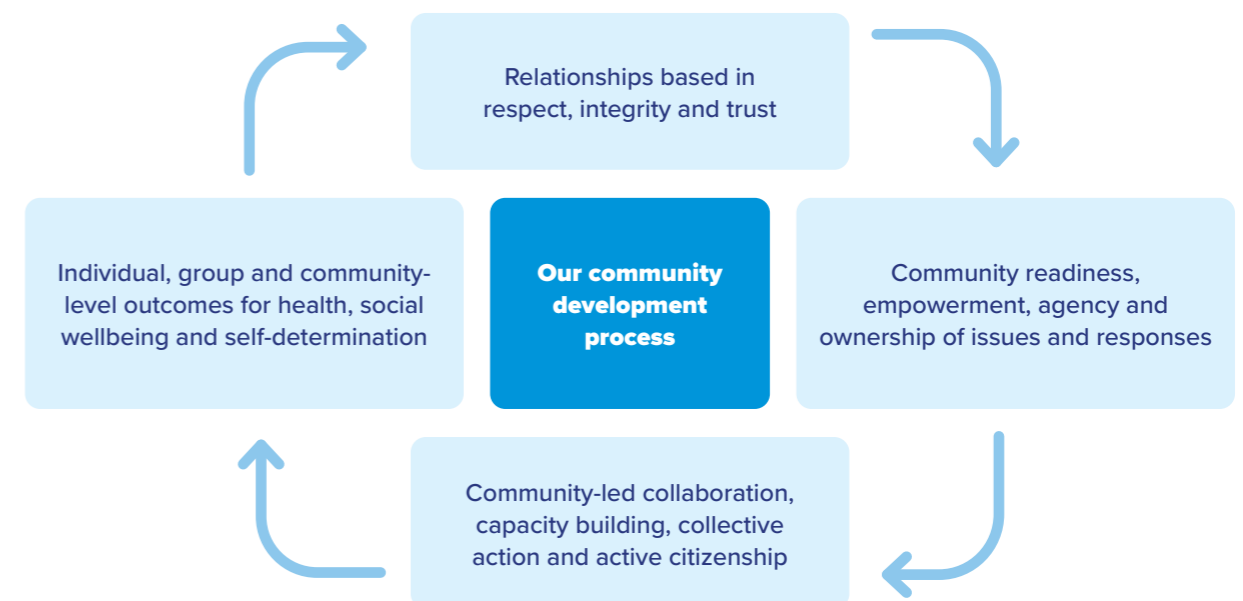 Relationships based in
respect, integrity and trust
Individual, group and community-
level outcomes for health, social
wellbeing and self-determination
Our community
development
process
Community readiness,
empowerment, agency and
ownership of issues and responses
Community-led collaboration,
capacity building, collective
action and active citizenship